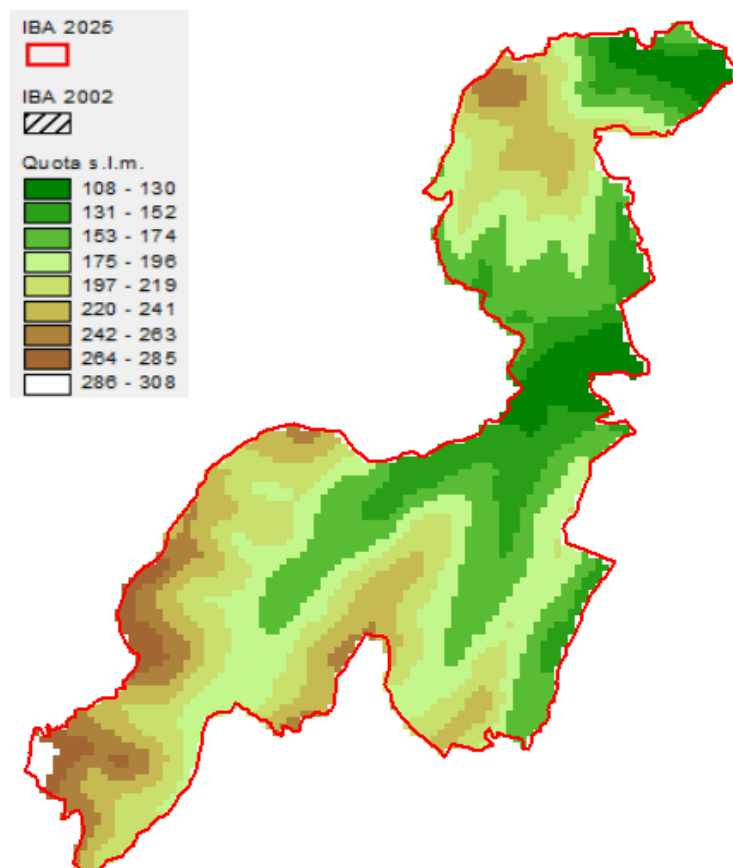 IBA 2025
IBA 2002
Quota s.l.m.
108 - 130
131 - 152
153 - 174
175 - 196
197 - 219
220 - 241
242 - 263
264 - 285
286 - 308